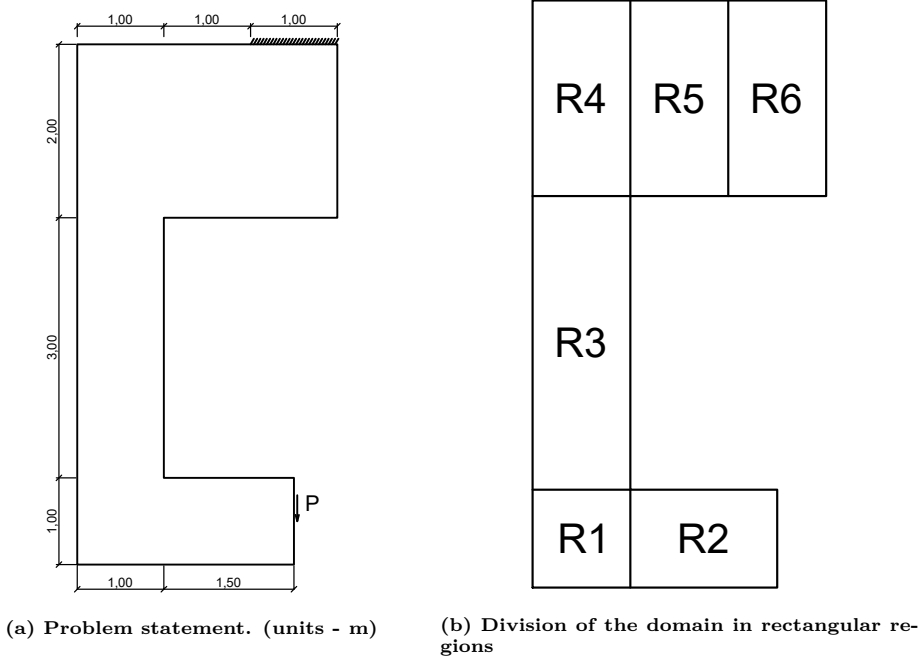 1,00 1,00 1,00
2,00
3,00
1,00
P
1,00 1,50
(a) Problem statement. (units - m)
R4 R5 R6
R3
R1 R2
(b) Division of the domain in rectangular re-
gions